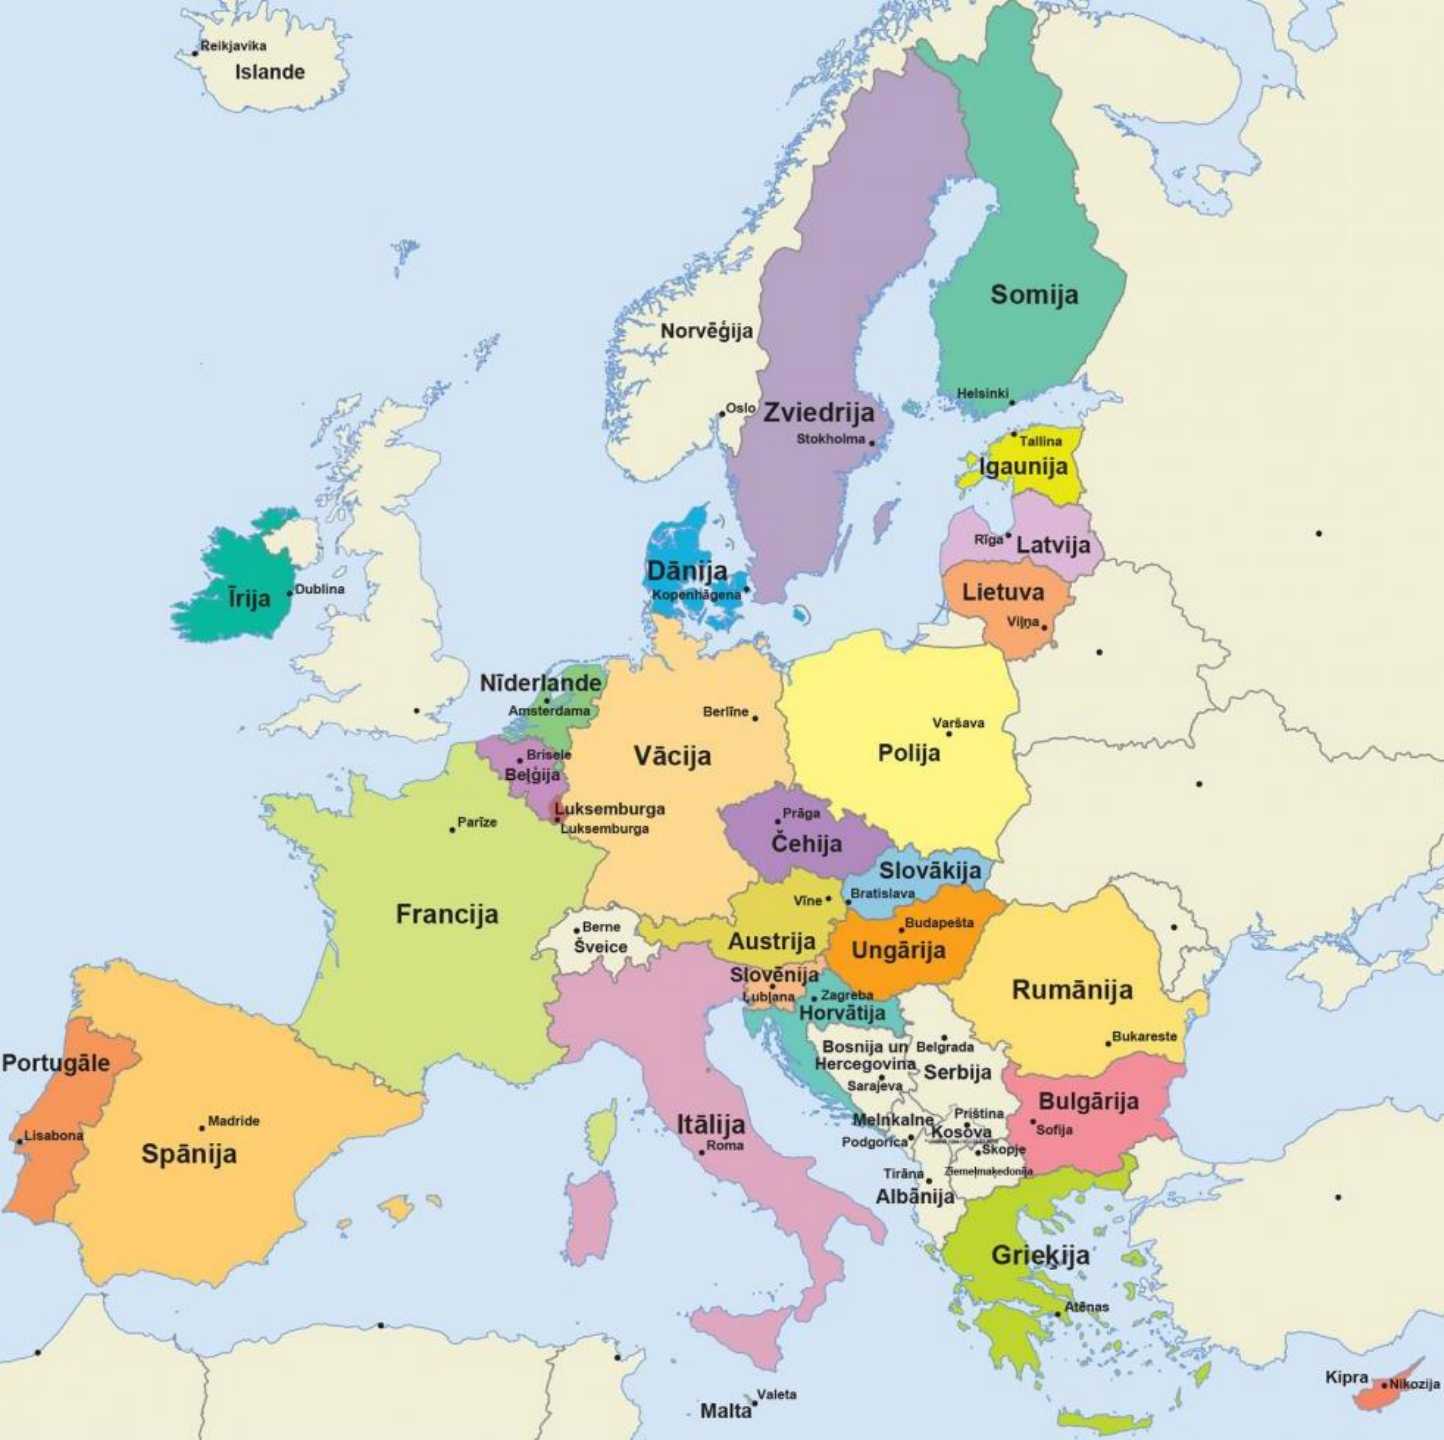 Reikjavika
Islande
Somija
Norvēģija
Helsinki
Oslo
Zviedrija
Stokholma
Tallina
Igaunija
Rīga
Latvija
Dānija
Kopenhāgena
Īrija
Dublina
Lietuva
Viļņa
Nīderlande
Amsterdama
Berlīne
Varšava
Vācija
Polija
Brisele
Beļģija
Luksemburga
Luksemburga
Parīze
Prāga
Čehija
Slovākija
Bratislava
Vīne
Francija
Berne
Šveice
Austrija
Budapešta
Ungārija
Slovēnija
Ļubļana
Zagreba
Horvātija
Rumānija
Bukareste
Bosnija un
Hercegovina
Sarajeva
Belgrada
Serbija
Portugāle
Lisabona
Madride
Spānija
Itālija
Roma
Melnkalne
Podgorica
Priština
Kosova
Skopje
Ziemeļmaķedonija
Bulgārija
Sofija
Tirāna
Albānija
Grieķija
Atēnas
Kipra
Nikozija
Valeta
Malta